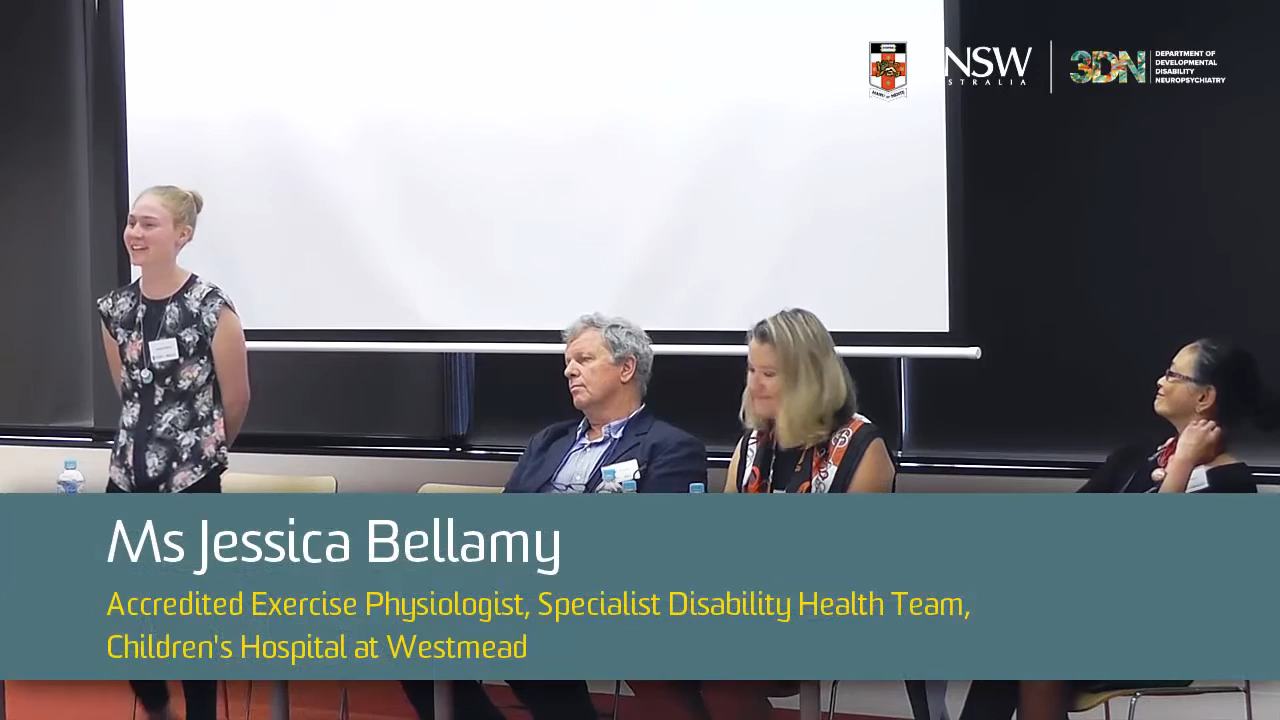 NSW
STRALIA
3DN
DEPARTMENT OF
DEVELOPMENTAL
DISABILITY
NEUROPSYCHIATRY
Ms Jessica Bellamy
Accredited Exercise Physiologist, Specialist Disability Health Team,
Children's Hospital at Westmead